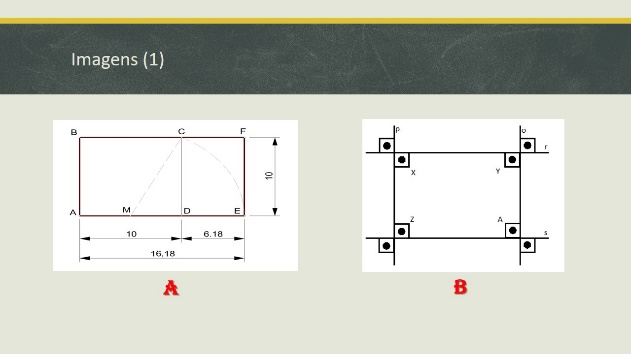 Imagens (1)
B C F
10
A M D E
10 6,18
16,18
A
p o
r
X Y
Z A
s
B